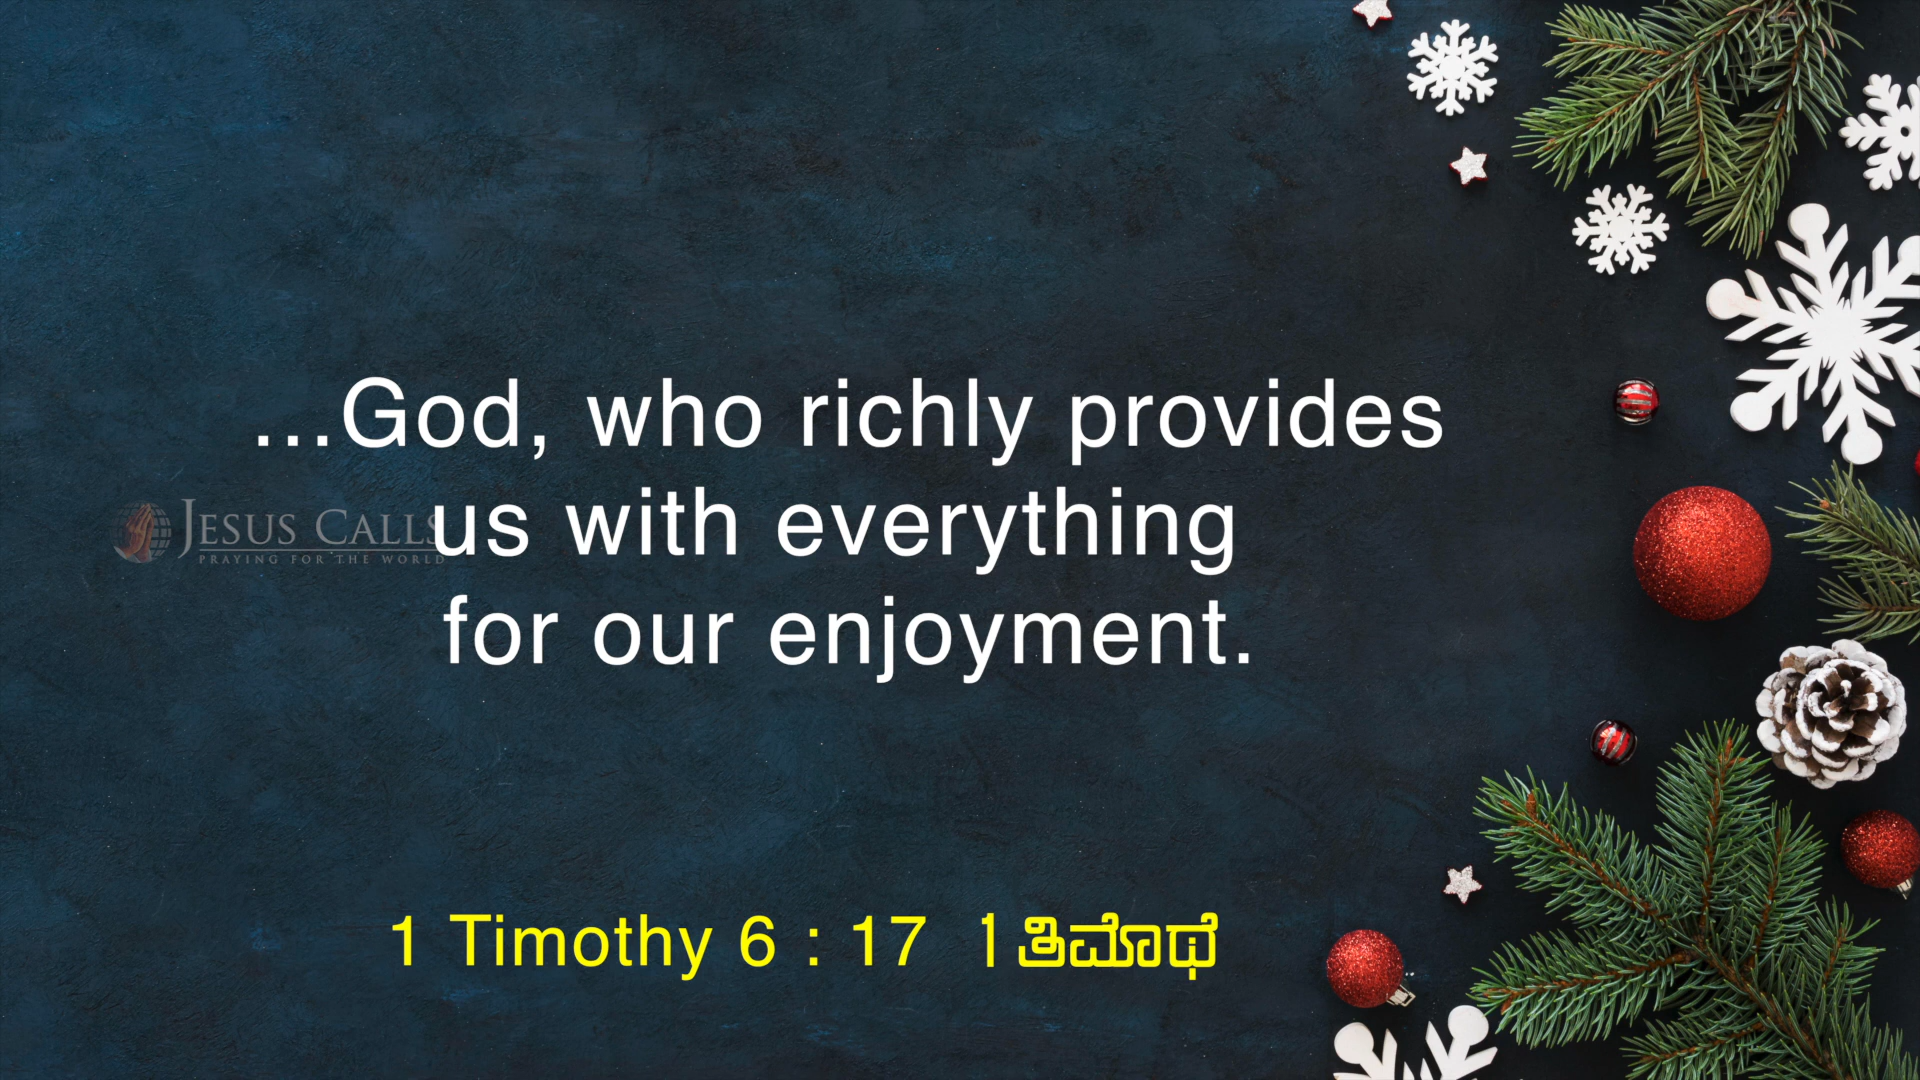 ...God, who richly provides
JESUS CALLS
us with everything
PRAYING FOR THE WORLD
for our enjoyment.
1 Timothy 6 : 17 1 ತಿಮೊಥೆ